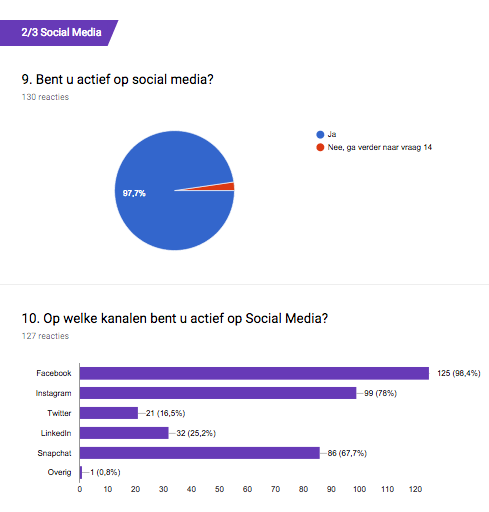 2/3 Social Media
9. Bent u actief op social media?
130 reacties
Ja
Nee, ga verder naar vraag 14
97,7%
10. Op welke kanalen bent u actief op Social Media?
127 reacties
Facebook 125 (98,4%)
Instagram 99 (78%)
Twitter 21 (16,5%)
LinkedIn 32 (25,2%)
Snapchat 86 (67,7%)
Overig 1 (0,8%)
0 10 20 30 40 50 60 70 80 90 100 110 120